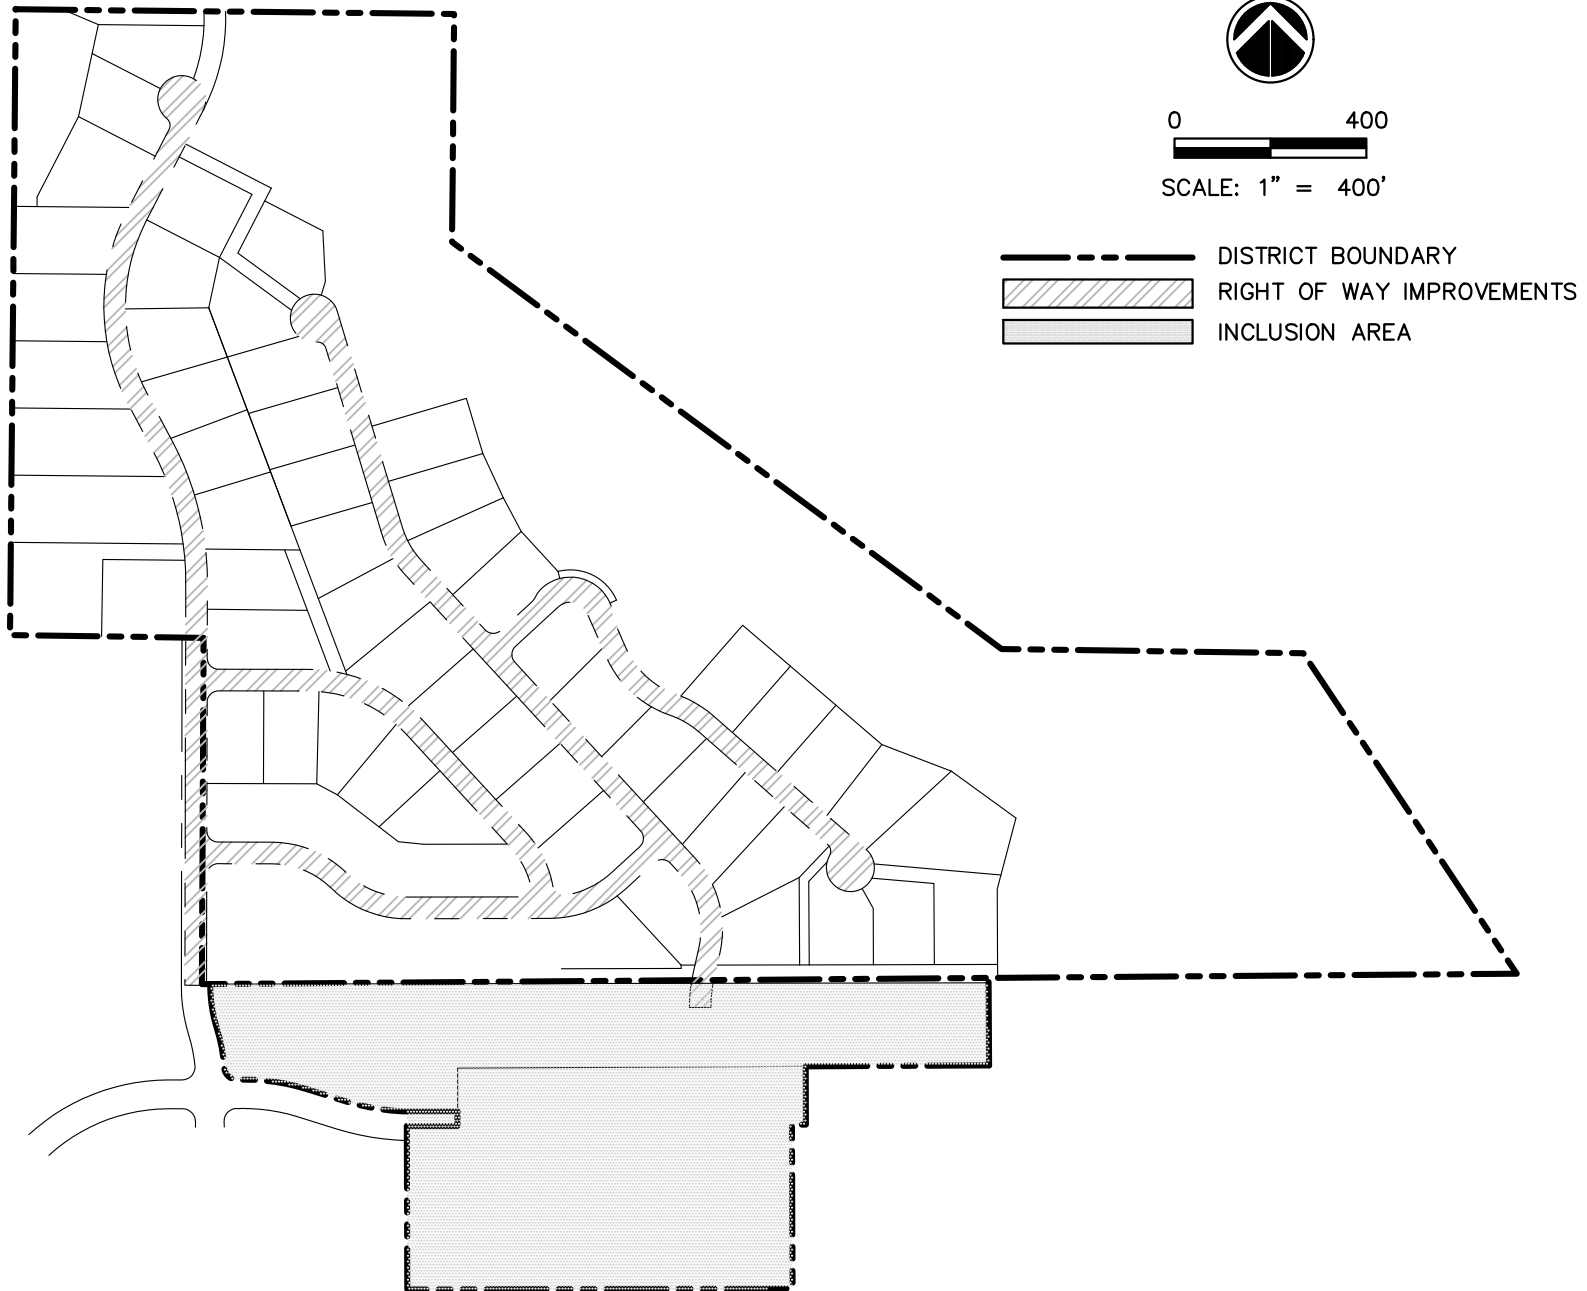 0 400
SCALE: 1" = 400'
DISTRICT BOUNDARY
RIGHT OF WAY IMPROVEMENTS
INCLUSION AREA